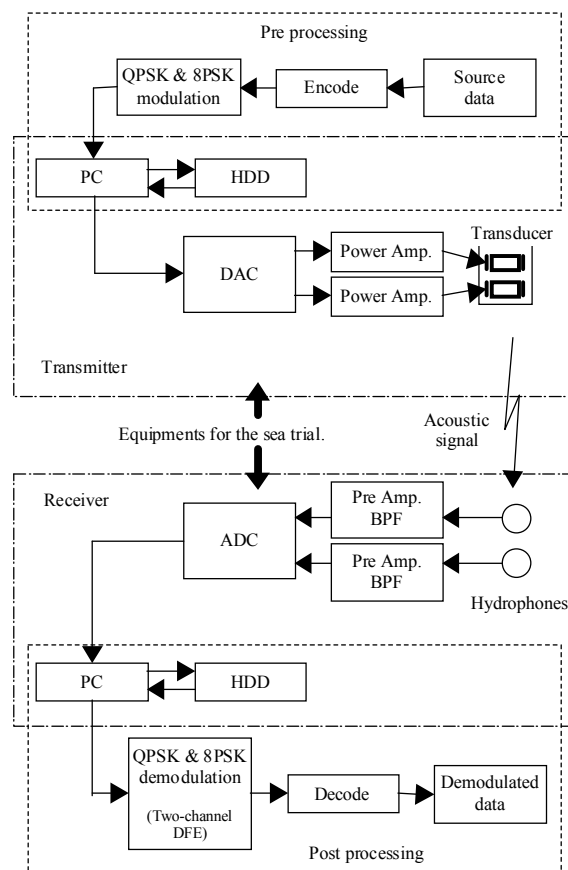 Pre processing
QPSK & 8PSK
modulation
Encode
Source
data
PC
HDD
DAC
Power Amp.
Power Amp.
Transducer
Transmitter
Equipments for the sea trial.
Acoustic
signal
Receiver
ADC
Pre Amp.
BPF
Pre Amp.
BPF
Hydrophones
PC
HDD
QPSK & 8PSK
demodulation
(Two-channel
DFE)
Decode
Demodulated
data
Post processing